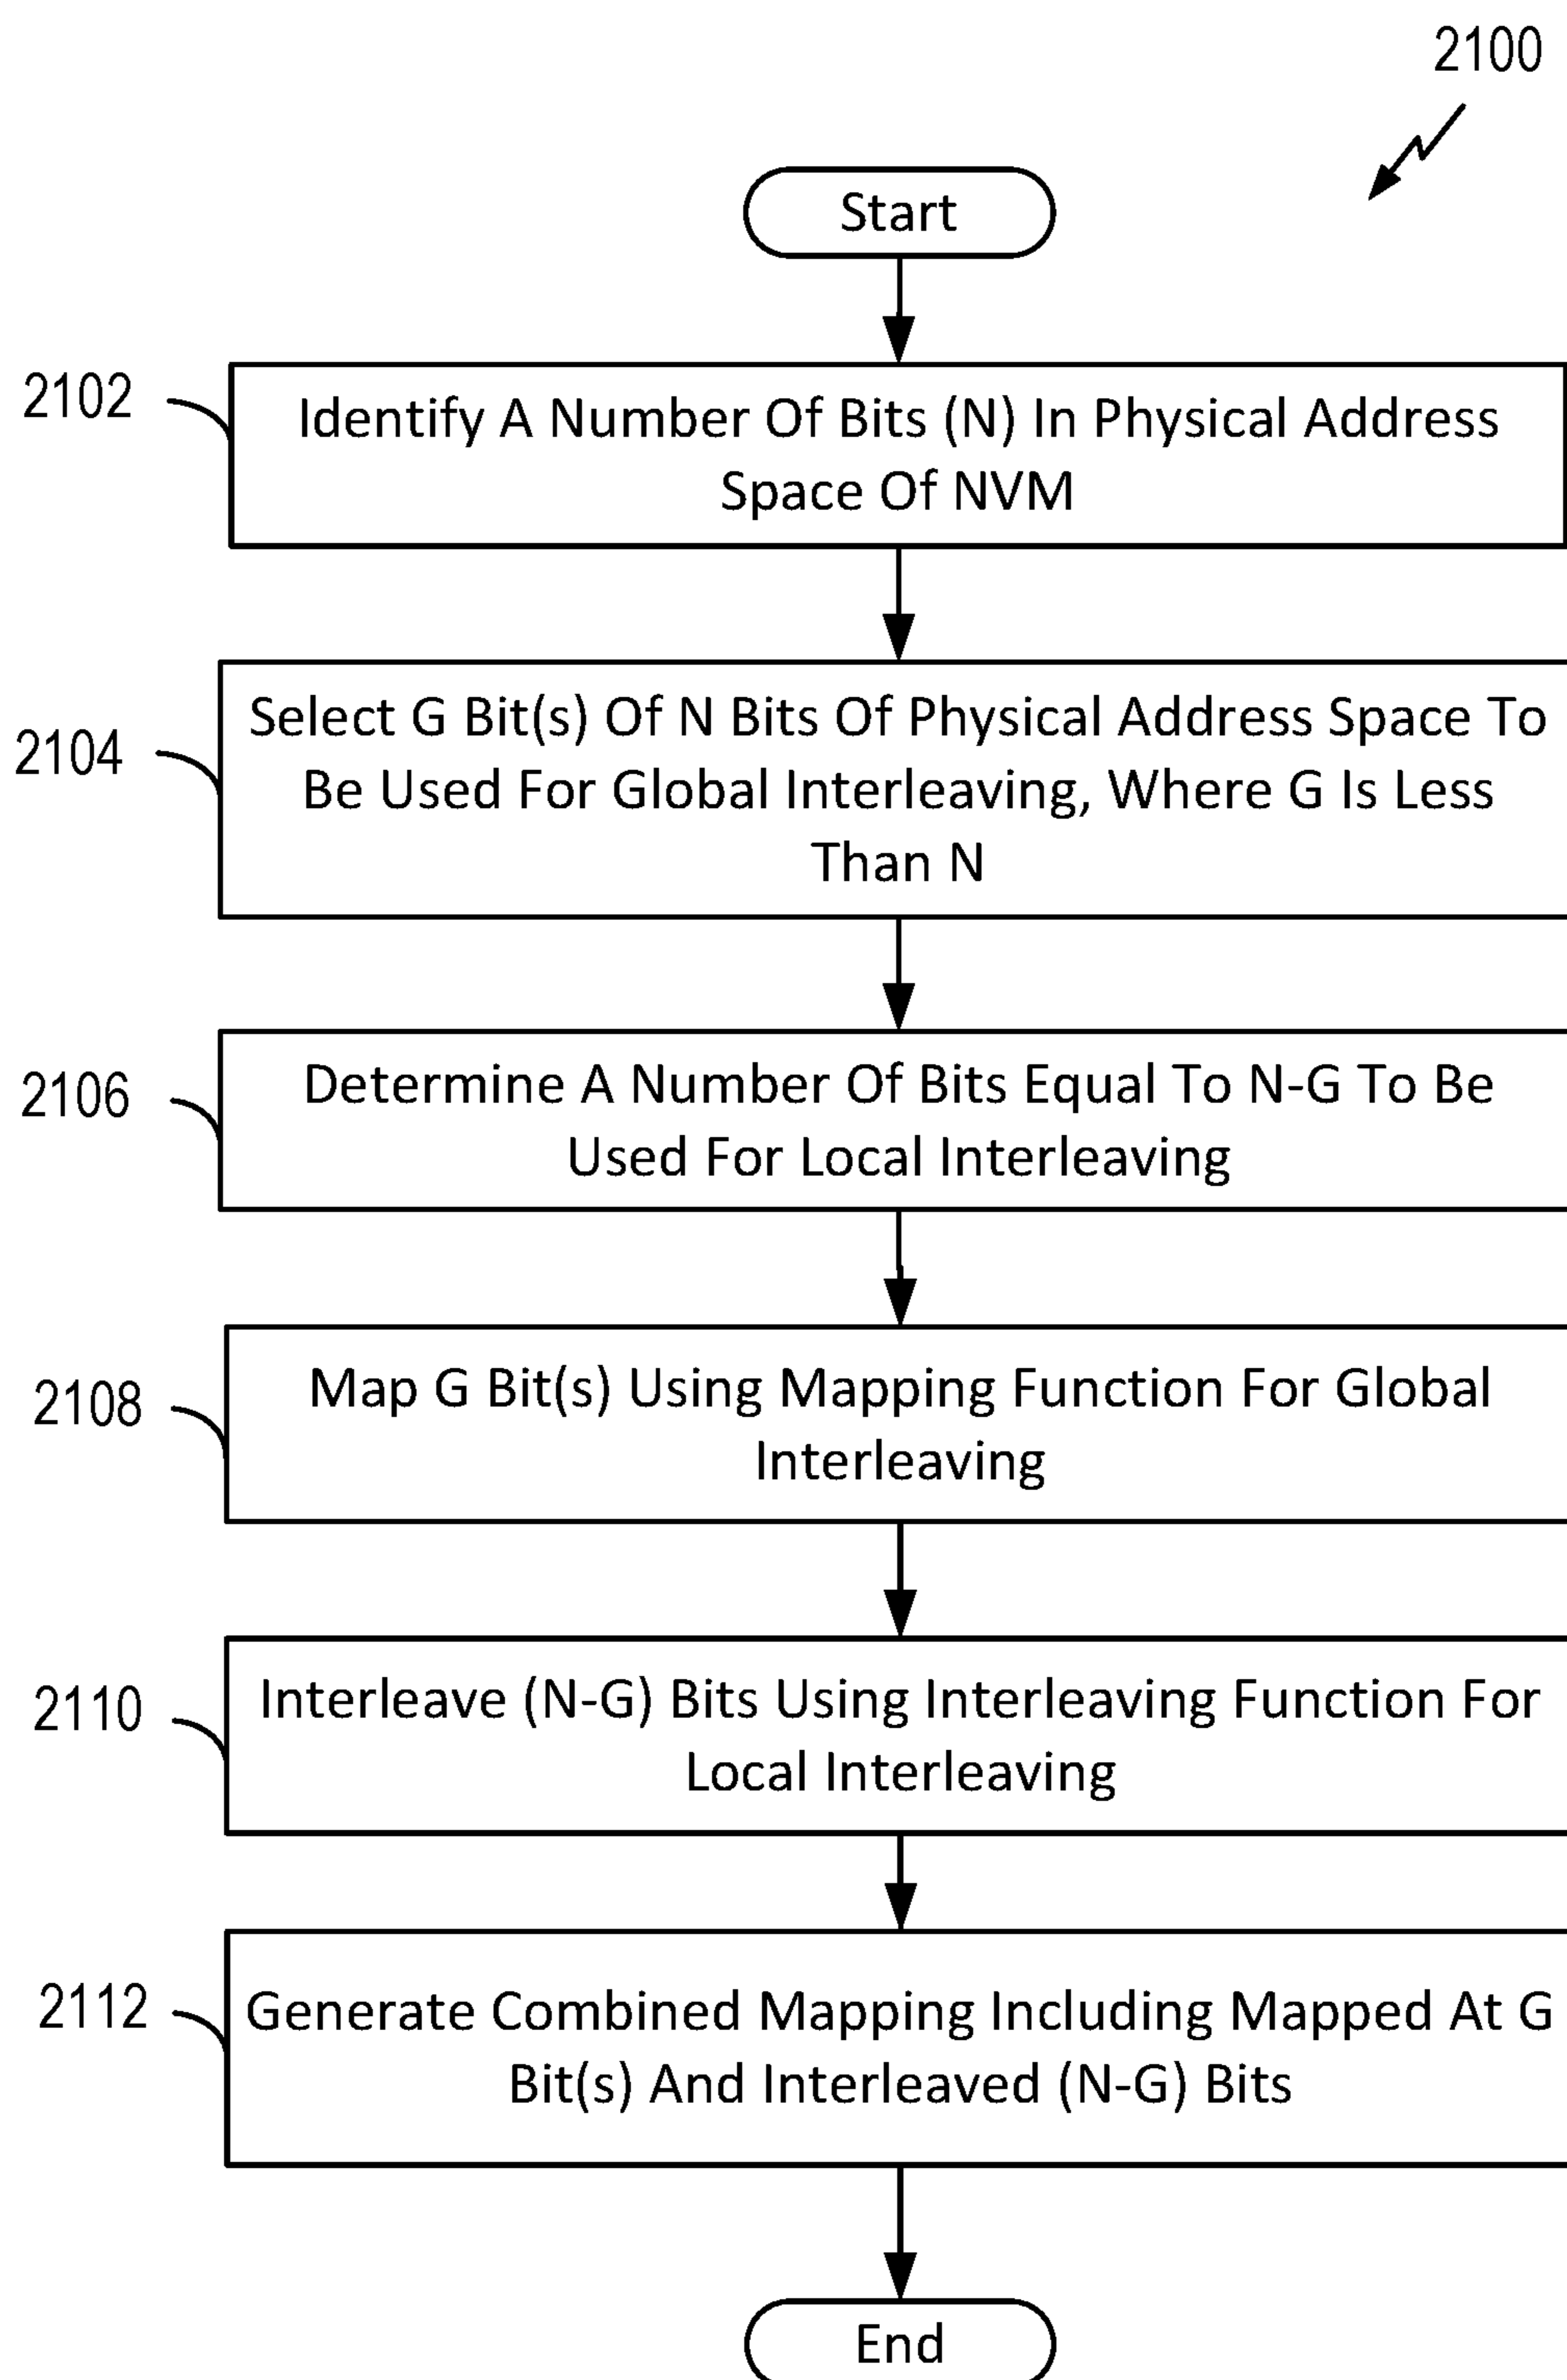 2100
Start
2102
Identify A Number Of Bits (N) In Physical Address
Space Of NVM
2104
Select G Bit(s) Of N Bits Of Physical Address Space To
Be Used For Global Interleaving, Where G Is Less
Than N
2106
Determine A Number Of Bits Equal To N-G To Be
Used For Local Interleaving
2108
Map G Bit(s) Using Mapping Function For Global
Interleaving
2110
Interleave (N-G) Bits Using Interleaving Function For
Local Interleaving
2112
Generate Combined Mapping Including Mapped At G
Bit(s) And Interleaved (N-G) Bits
End